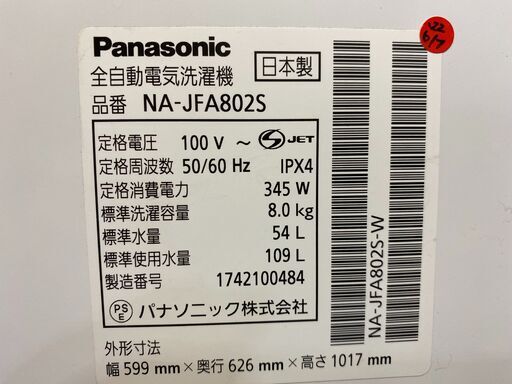 Panasonic
全自動電気洗濯機 日本製
品番 NA-JFA802S
定格電圧 100 V ～ JET
定格周波数 50/60 Hz IPX4
定格消費電力 345 W
標準洗濯容量 8.0 kg
標準水量 54 L
標準使用水量 109 L
製造番号 1742100484
PSE パナソニック株式会社
外形寸法
幅 599 mm×奥行 626 mm×高さ 1017 mm
NA-JFA802S-W
'22
6/7